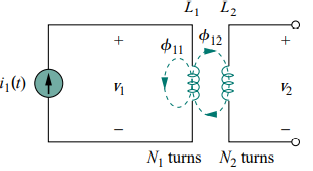 L₁ L₂
+ ϕ₁₁ ϕ₁₂ +
i₁(t) v₁ v₂
− −
N₁ turns N₂ turns